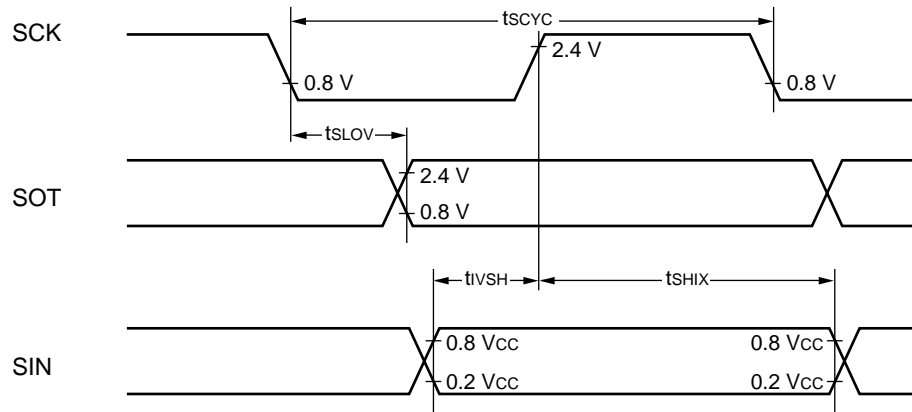 tSCYC
SCK
2.4 V
0.8 V
0.8 V
tSLOV
2.4 V
SOT
0.8 V
tIVSH
tSHIX
0.8 VCC
0.8 VCC
SIN
0.2 VCC
0.2 VCC